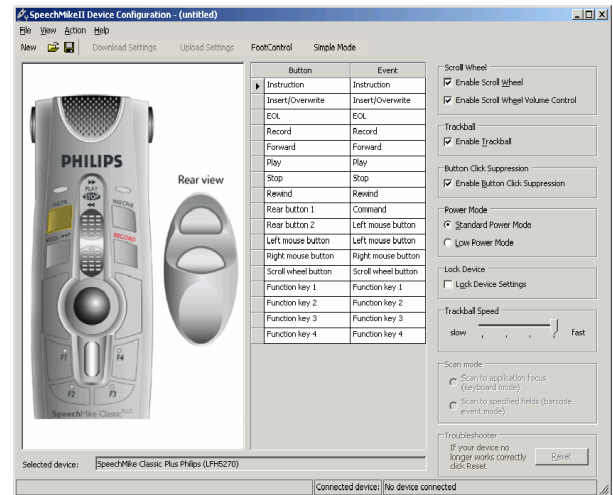 SpeechMikeII Device Configuration - (untitled)
File View Action Help
New Download Settings Upload Settings FootControl Simple Mode
PHILIPS
PLAY
STOP
INSTR
INS/OVR
EOL
RECORD
F1
F4
F2
F3
SpeechMike Classic PLUS
Rear view
Button Event
Instruction Instruction
Insert/Overwrite Insert/Overwrite
EOL EOL
Record Record
Forward Forward
Play Play
Stop Stop
Rewind Rewind
Rear button 1 Command
Rear button 2 Left mouse button
Left mouse button Left mouse button
Right mouse button Right mouse button
Scroll wheel button Scroll wheel button
Function key 1 Function key 1
Function key 2 Function key 2
Function key 3 Function key 3
Function key 4 Function key 4
Scroll Wheel
Enable Scroll Wheel
Enable Scroll Wheel Volume Control
Trackball
Enable Trackball
Button Click Suppression
Enable Button Click Suppression
Power Mode
Standard Power Mode
Low Power Mode
Lock Device
Lock Device Settings
Trackball Speed
slow fast
Scan mode
Scan to application focus
(keyboard mode)
Scan to specified fields (barcode
event mode)
Troubleshooter
If your device no
longer works correctly
click Reset
Reset
Selected device: SpeechMike Classic Plus Philips (LFH5270)
Connected device: No device connected